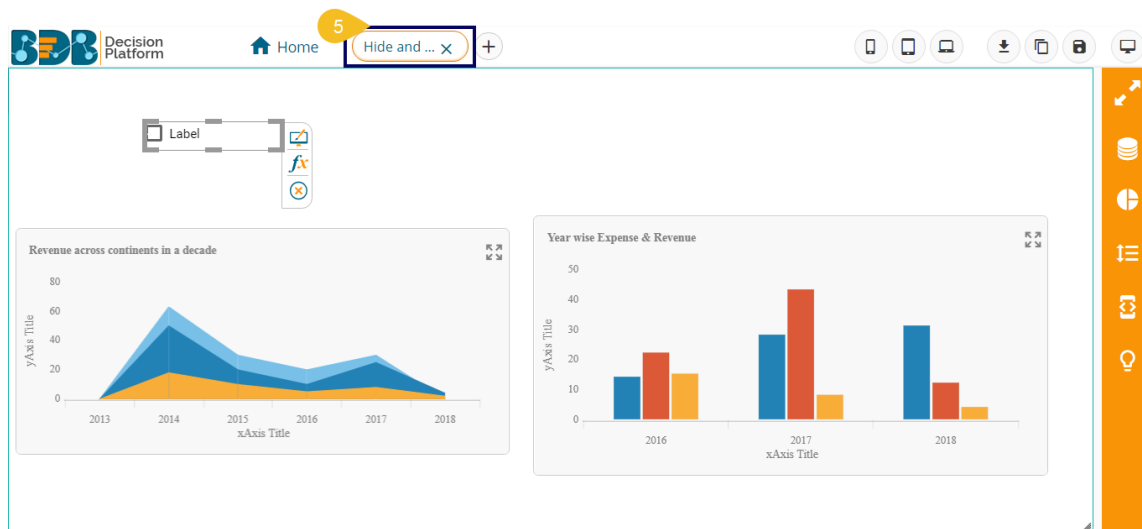 5
BDB Decision
Platform
Home
Hide and ... x
+
Label
fx
Revenue across continents in a decade
80
60
40
20
0
yAxis Title
2013 2014 2015 2016 2017 2018
xAxis Title
Year wise Expense & Revenue
50
40
30
20
10
0
yAxis Title
2016 2017 2018
xAxis Title